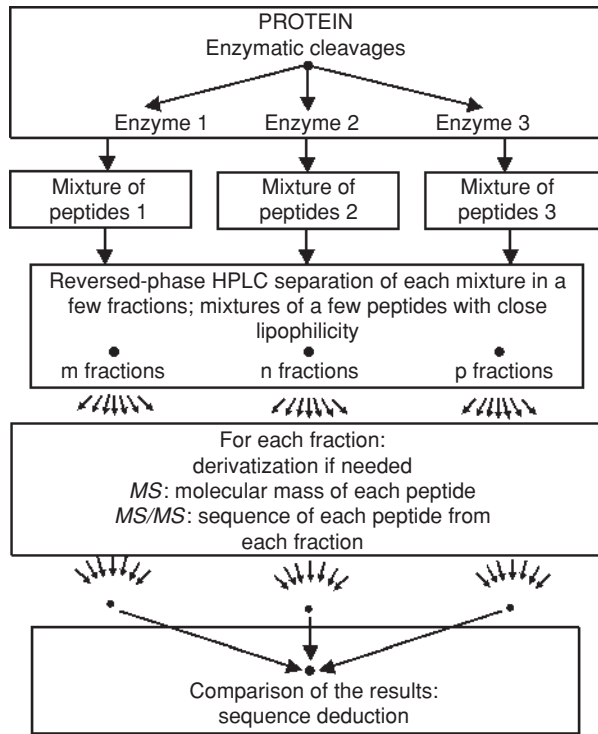 PROTEIN
Enzymatic cleavages
Enzyme 1 Enzyme 2 Enzyme 3
Mixture of
peptides 1
Mixture of
peptides 2
Mixture of
peptides 3
Reversed-phase HPLC separation of each mixture in a
few fractions; mixtures of a few peptides with close
lipophilicity
m fractions n fractions p fractions
For each fraction:
derivatization if needed
MS: molecular mass of each peptide
MS/MS: sequence of each peptide from
each fraction
Comparison of the results:
sequence deduction